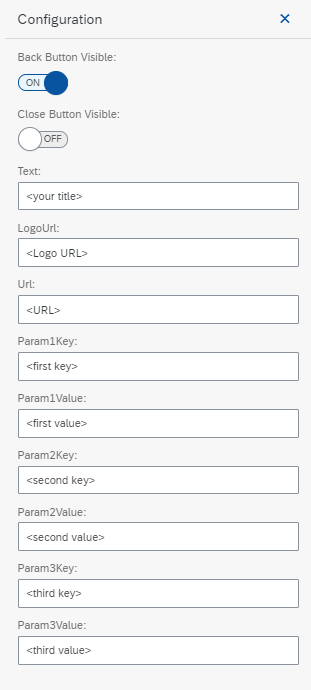 Configuration
Back Button Visible:
ON
Close Button Visible:
OFF
Text:
<your title>
LogoUrl:
<Logo URL>
Url:
<URL>
Param1Key:
<first key>
Param1Value:
<first value>
Param2Key:
<second key>
Param2Value:
<second value>
Param3Key:
<third key>
Param3Value:
<third value>